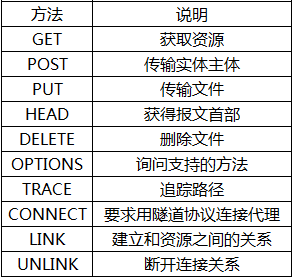 方法 说明
GET 获取资源
POST 传输实体主体
PUT 传输文件
HEAD 获得报文首部
DELETE 删除文件
OPTIONS 询问支持的方法
TRACE 追踪路径
CONNECT 要求用隧道协议连接代理
LINK 建立和资源之间的关系
UNLINK 断开连接关系